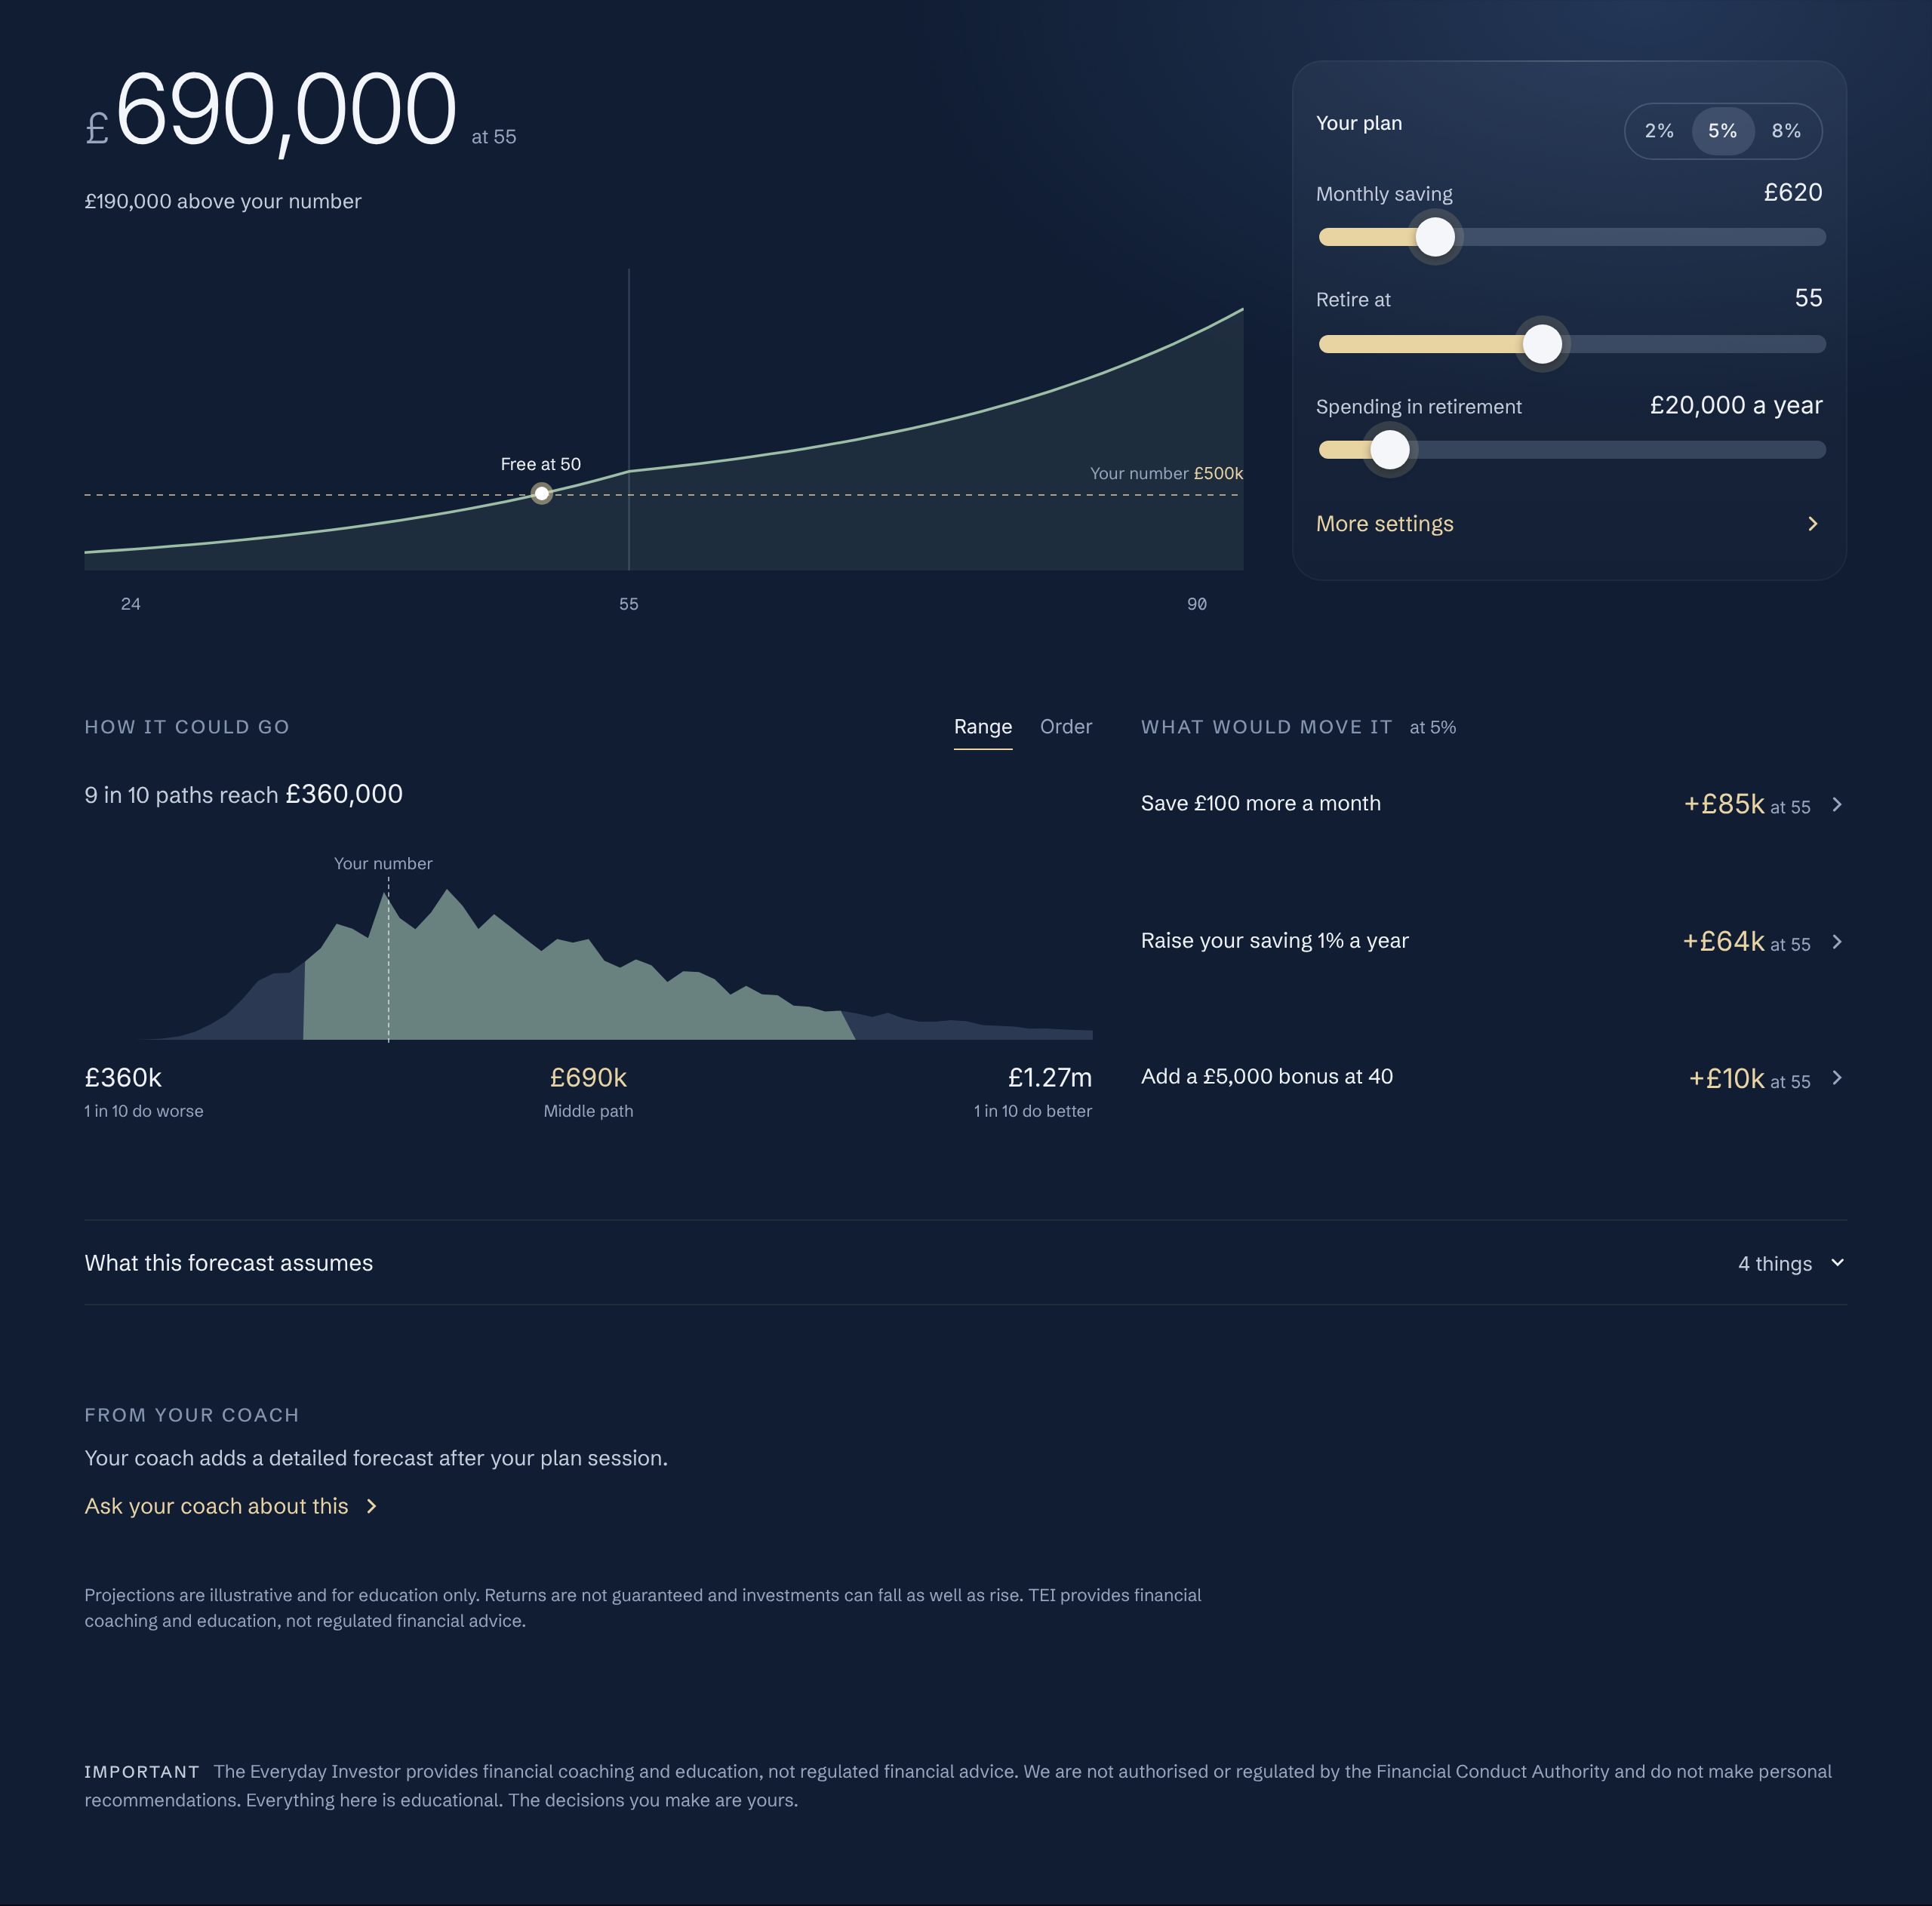 £690,000 at 55
£190,000 above your number
Free at 50
Your number £500k
24 55 90
Your plan
2% 5% 8%
Monthly saving £620
Retire at 55
Spending in retirement £20,000 a year
More settings
HOW IT COULD GO
Range Order
9 in 10 paths reach £360,000
Your number
£360k £690k £1.27m
1 in 10 do worse Middle path 1 in 10 do better
WHAT WOULD MOVE IT at 5%
Save £100 more a month +£85k at 55
Raise your saving 1% a year +£64k at 55
Add a £5,000 bonus at 40 +£10k at 55
What this forecast assumes 4 things
FROM YOUR COACH
Your coach adds a detailed forecast after your plan session.
Ask your coach about this
Projections are illustrative and for education only. Returns are not guaranteed and investments can fall as well as rise. TEI provides financial
coaching and education, not regulated financial advice.
IMPORTANT The Everyday Investor provides financial coaching and education, not regulated financial advice. We are not authorised or regulated by the Financial Conduct Authority and do not make personal
recommendations. Everything here is educational. The decisions you make are yours.